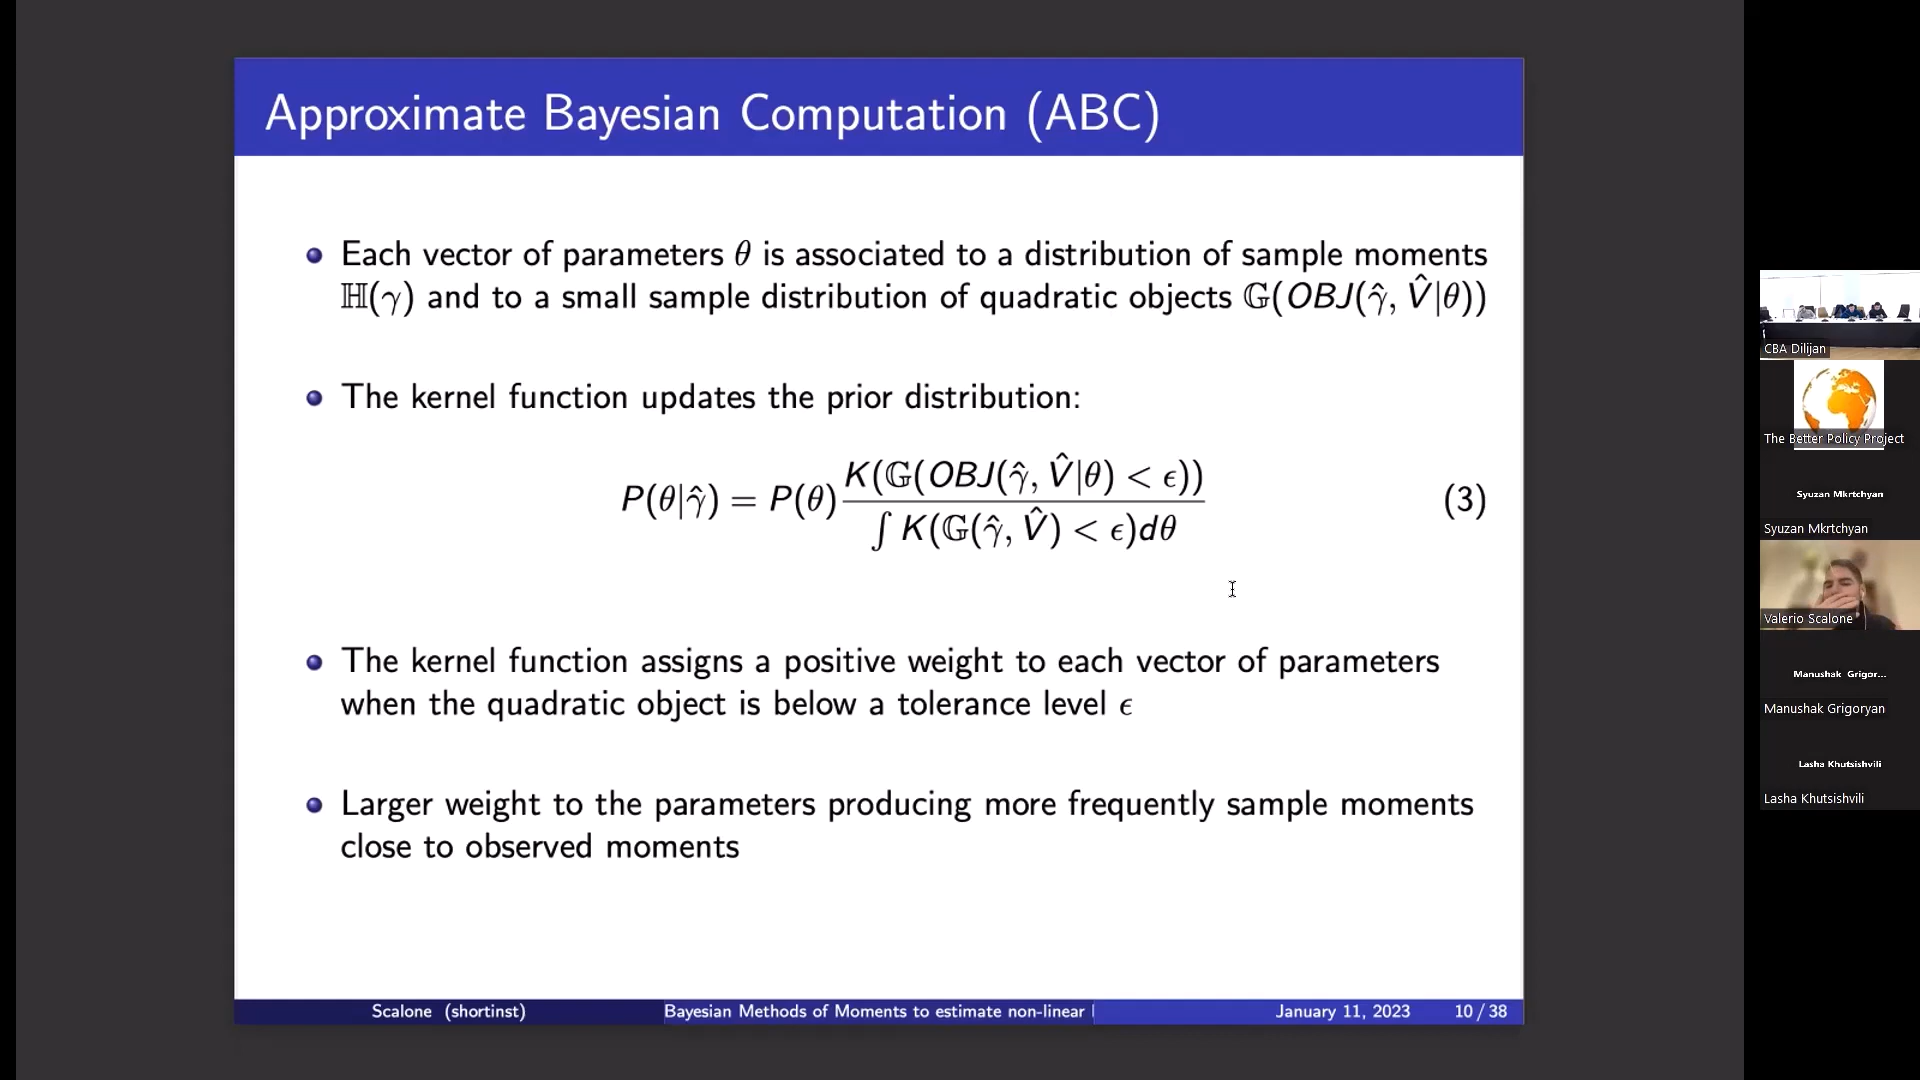 Approximate Bayesian Computation (ABC)
Each vector of parameters θ is associated to a distribution of sample moments
ℍ(γ) and to a small sample distribution of quadratic objects 𝔾(OBJ(γ̂, V̂|θ))
The kernel function updates the prior distribution:
P(θ|γ̂) = P(θ) K(𝔾(OBJ(γ̂, V̂|θ) < ϵ)) / ∫ K(𝔾(γ̂, V̂) < ϵ)dθ (3)
The kernel function assigns a positive weight to each vector of parameters
when the quadratic object is below a tolerance level ϵ
Larger weight to the parameters producing more frequently sample moments
close to observed moments
Scalone (shortinst) Bayesian Methods of Moments to estimate non-linear January 11, 2023 10 / 38
CBA Dilijan
The Better Policy Project
Syuzan Mkrtchyan
Syuzan Mkrtchyan
Valerio Scalone
Manushak Grigor...
Manushak Grigoryan
Lasha Khutsishvili
Lasha Khutsishvili